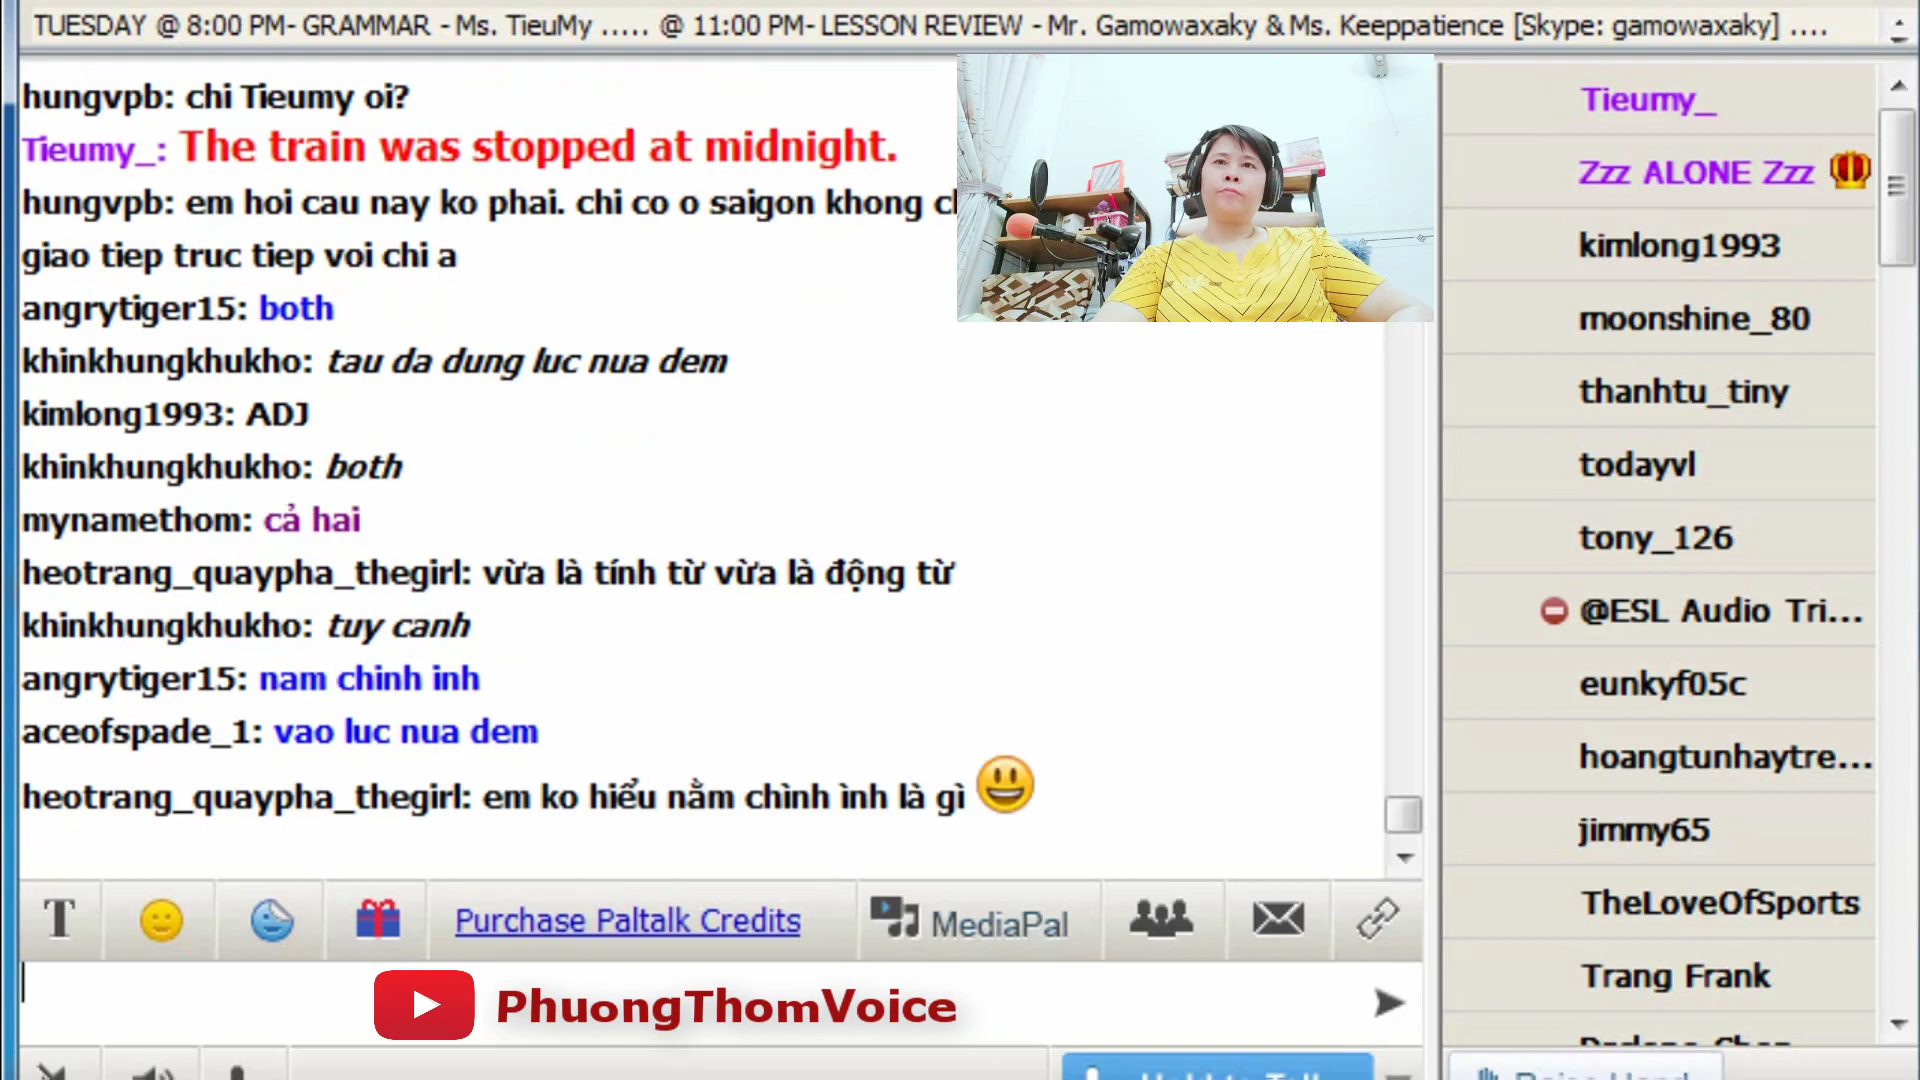 TUESDAY @ 8:00 PM- GRAMMAR - Ms. TieuMy ..... @ 11:00 PM- LESSON REVIEW - Mr. Gamowaxaky & Ms. Keeppatience [Skype: gamowaxaky] ....
hungvpb: chi Tieumy oi?
Tieumy_: The train was stopped at midnight.
hungvpb: em hoi cau nay ko phai. chi co o saigon khong
giao tiep truc tiep voi chi a
angrytiger15: both
khinkhungkhukho: tau da dung luc nua dem
kimlong1993: ADJ
khinkhungkhukho: both
mynamethom: cả hai
heotrang_quaypha_thegirl: vừa là tính từ vừa là động từ
khinkhungkhukho: tuy canh
angrytiger15: nam chinh inh
aceofspade_1: vao luc nua dem
heotrang_quaypha_thegirl: em ko hiểu nằm chình ình là gì
Purchase Paltalk Credits
MediaPal
PhuongThomVoice
Tieumy_
Zzz ALONE Zzz
kimlong1993
moonshine_80
thanhtu_tiny
todayvl
tony_126
@ESL Audio Tri...
eunkyf05c
hoangtunhaytre...
jimmy65
TheLoveOfSports
Trang Frank